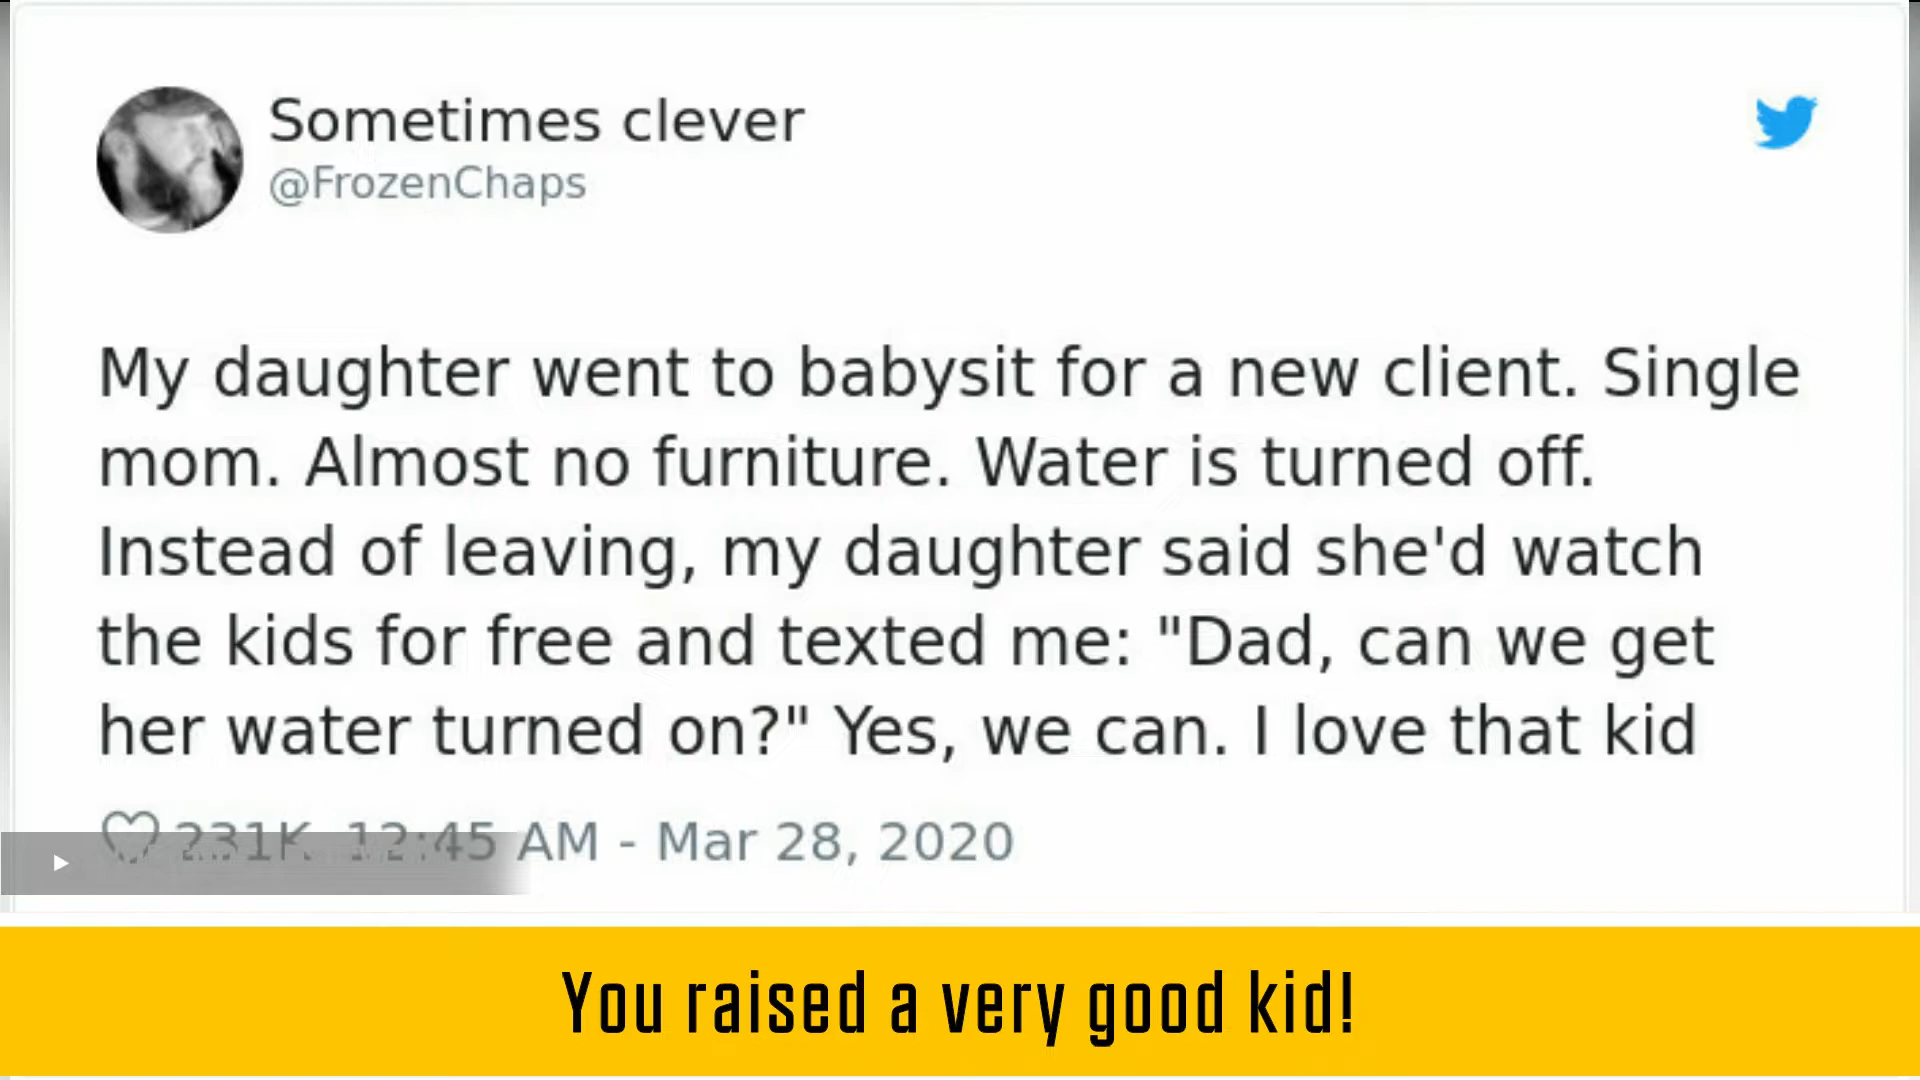 Sometimes clever
@FrozenChaps
My daughter went to babysit for a new client. Single
mom. Almost no furniture. Water is turned off.
Instead of leaving, my daughter said she'd watch
the kids for free and texted me: "Dad, can we get
her water turned on?" Yes, we can. I love that kid
231K 12:45 AM - Mar 28, 2020
You raised a very good kid!